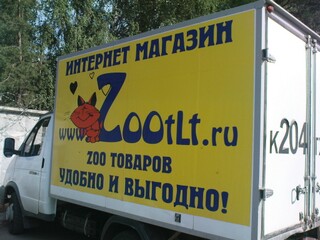 ИНТЕРНЕТ МАГАЗИН
www.ZOOtLt.ru
ZOO ТОВАРОВ
УДОБНО И ВЫГОДНО!
К204